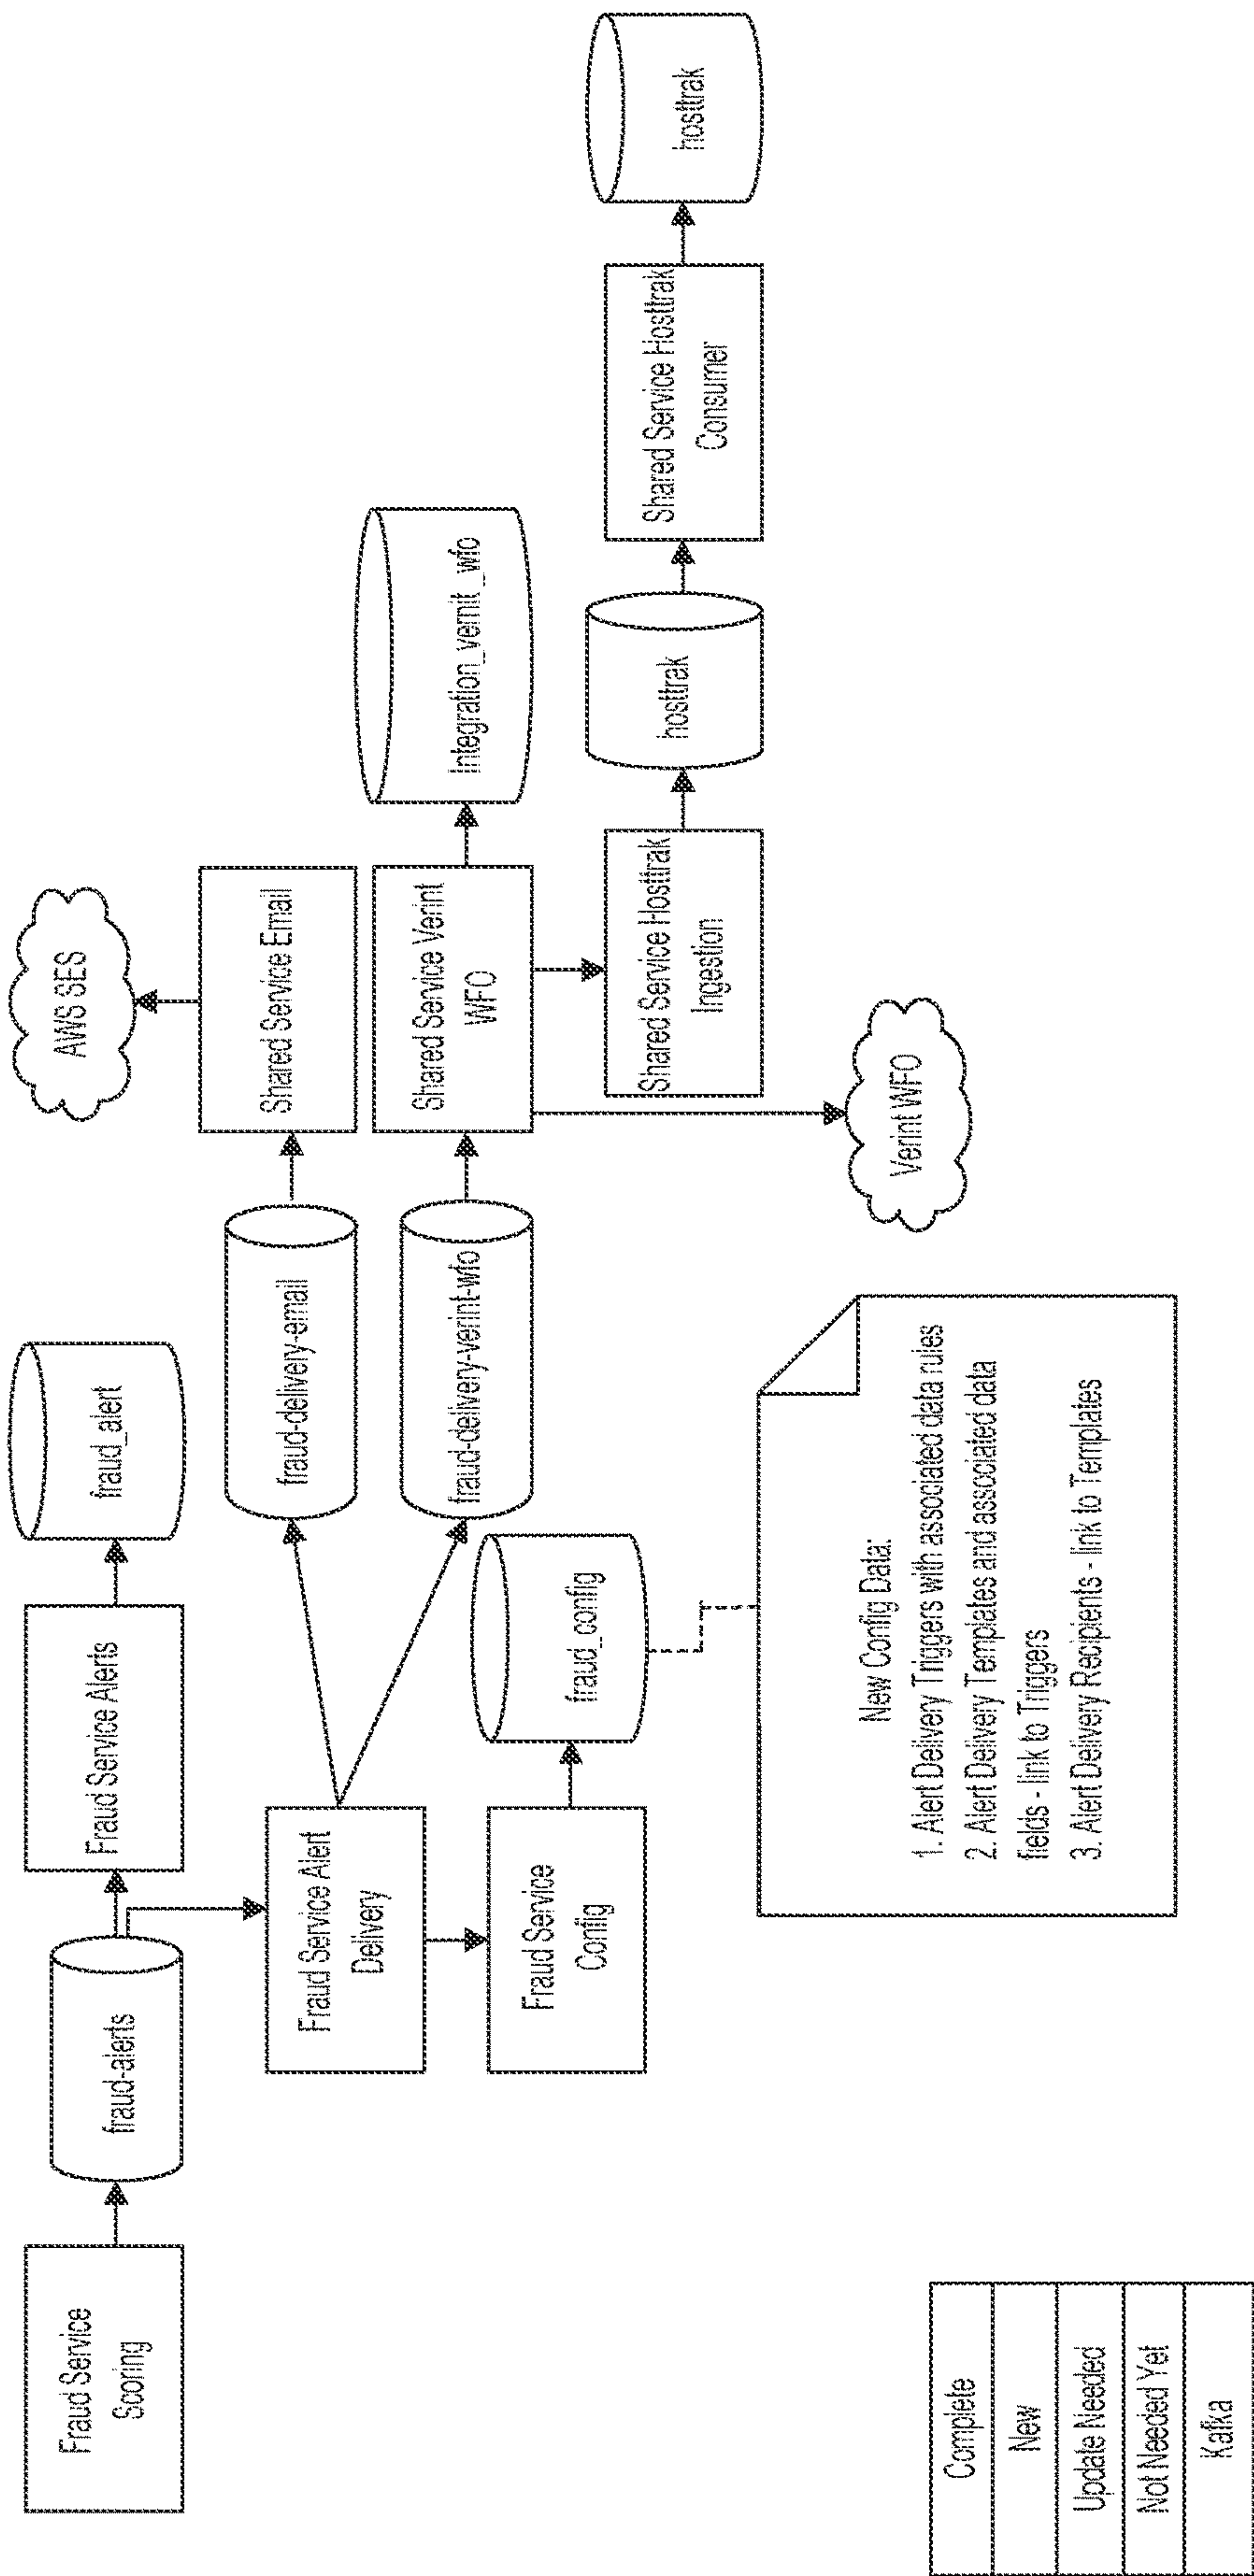 Fraud Service
Scoring
fraud-alerts
Fraud Service Alerts
fraud_alert
AWS SES
Fraud Service Alert
Delivery
fraud-delivery-email
Shared Service Email
fraud-delivery-verint-wfo
Shared Service Verint
WFO
Integration_vernit_wfo
Fraud Service
Config
fraud_config
Shared Service Hosttrak
Ingestion
hosttrak
Shared Service Hosttrak
Consumer
hosttrak
Verint WFO
New Config Data:
1. Alert Delivery Triggers with associated data rules
2. Alert Delivery Templates and associated data
fields - link to Triggers
3. Alert Delivery Recipients - link to Templates
Complete
New
Update Needed
Not Needed Yet
Kafka